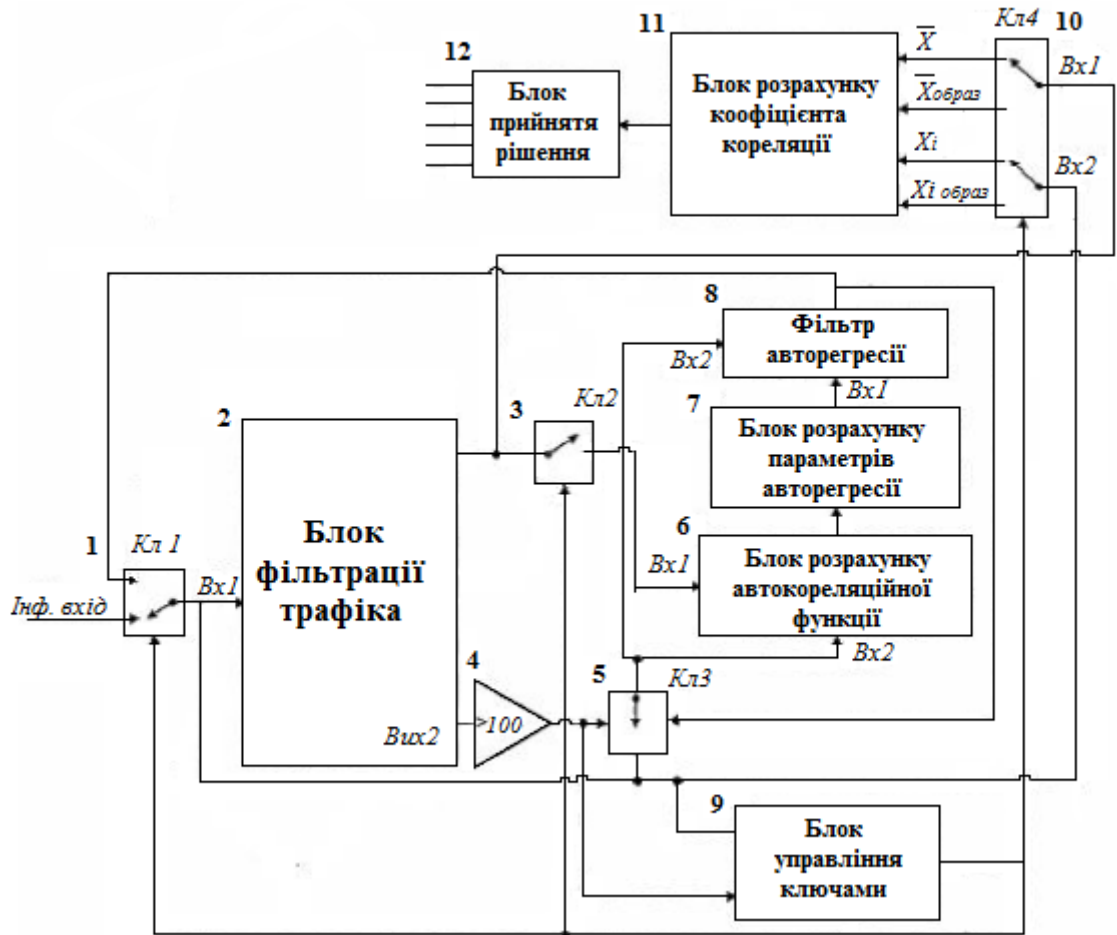 Кл4
10
11
12
X̅
Вх1
Блок розрахунку
коофіцієнта
кореляції
Блок
прийнятя
рішення
X̅образ
Xi
Вх2
Xi образ
8
Фільтр
авторегресії
Вх2
Кл2
Вх1
2
3
7
Блок розрахунку
параметрів
авторегресії
Блок
фільтрації
трафіка
6
1
Кл 1
Вх1
Вх1
Блок розрахунку
автокореляційної
функції
Інф. вхід
Вх2
4
5
Кл3
>100
Вих2
9
Блок
управління
ключами